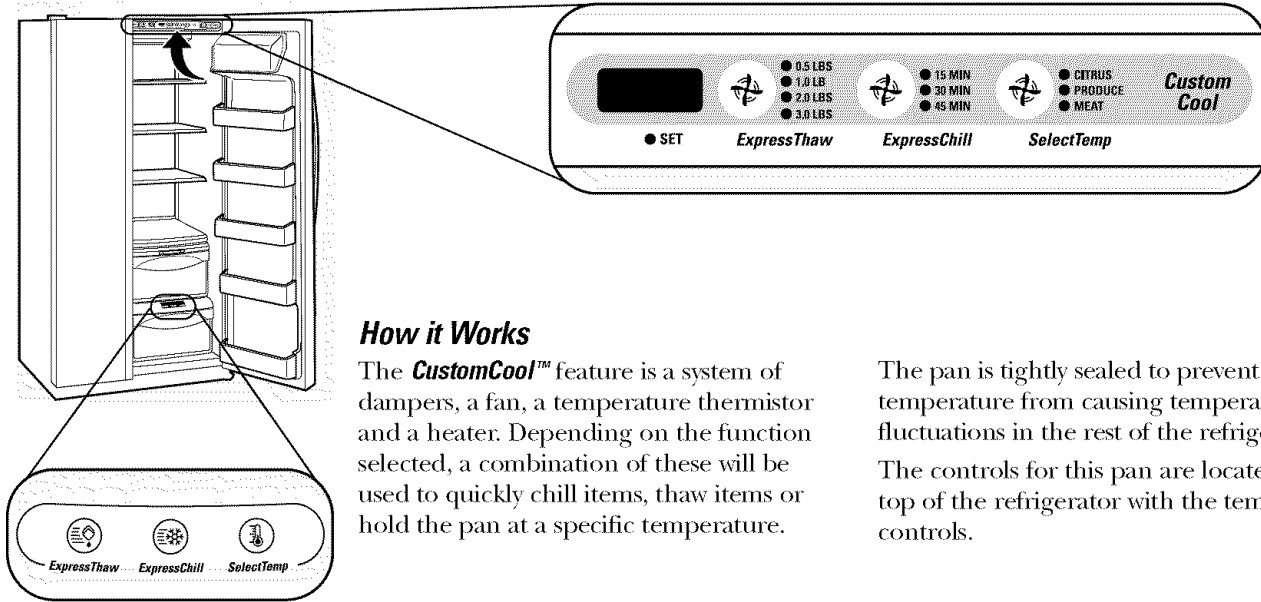 0.5 LBS
1.0 LB
2.0 LBS
3.0 LBS
15 MIN
30 MIN
45 MIN
CITRUS
PRODUCE
MEAT
Custom
Cool
SET
ExpressThaw
ExpressChill
SelectTemp
How it Works
The CustomCool™ feature is a system of
dampers, a fan, a temperature thermistor
and a heater. Depending on the function
selected, a combination of these will be
used to quickly chill items, thaw items or
hold the pan at a specific temperature.
The pan is tightly sealed to prevent
temperature from causing tempera
fluctuations in the rest of the refrig
The controls for this pan are locate
top of the refrigerator with the tem
controls.
ExpressThaw
ExpressChill
SelectTemp